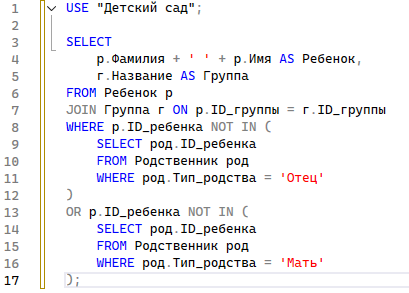 1 USE "Детский сад";
2
3 SELECT
4 р.Фамилия + ' ' + р.Имя AS Ребенок,
5 г.Название AS Группа
6 FROM Ребенок р
7 JOIN Группа г ON р.ID_группы = г.ID_группы
8 WHERE р.ID_ребенка NOT IN (
9 SELECT род.ID_ребенка
10 FROM Родственник род
11 WHERE род.Тип_родства = 'Отец'
12 )
13 OR р.ID_ребенка NOT IN (
14 SELECT род.ID_ребенка
15 FROM Родственник род
16 WHERE род.Тип_родства = 'Мать'
17 );